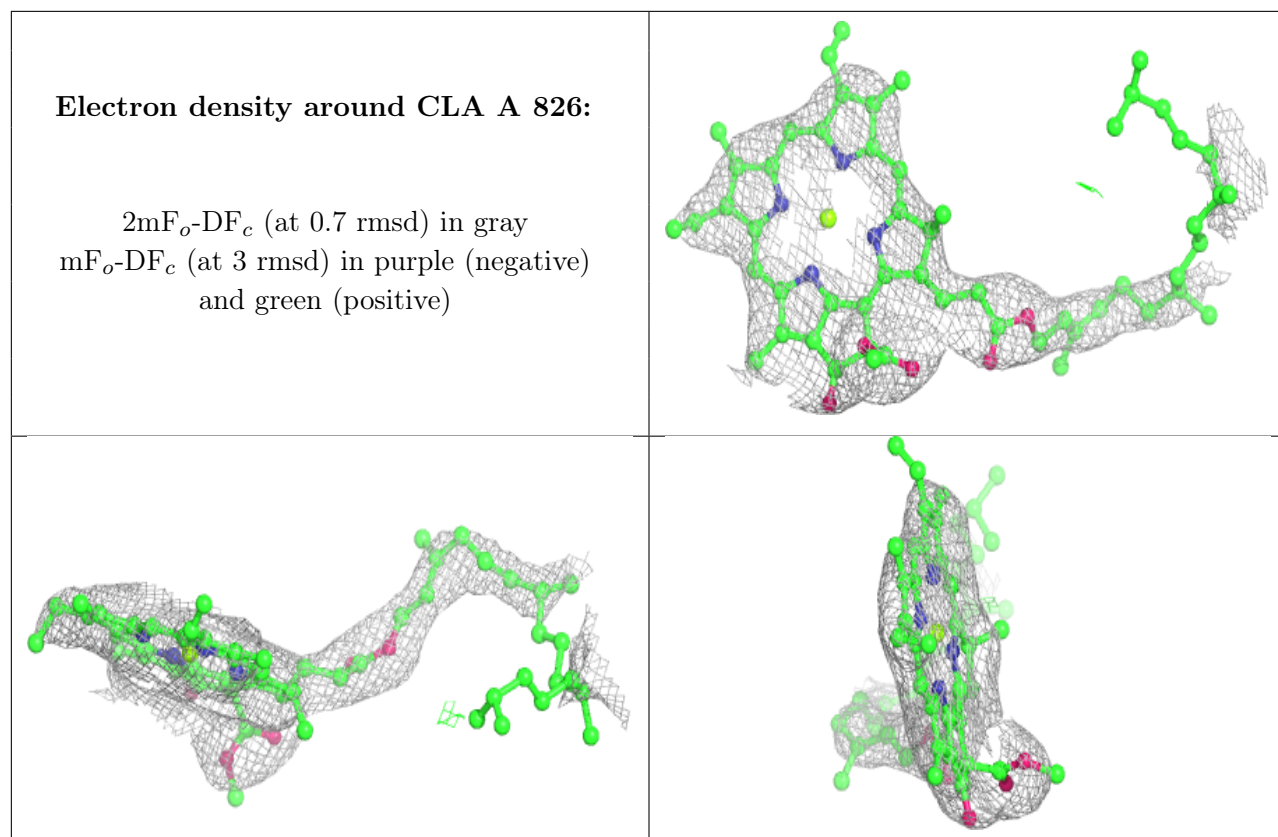 Electron density around CLA A 826:
2mFo-DFc (at 0.7 rmsd) in gray
mFo-DFc (at 3 rmsd) in purple (negative)
and green (positive)